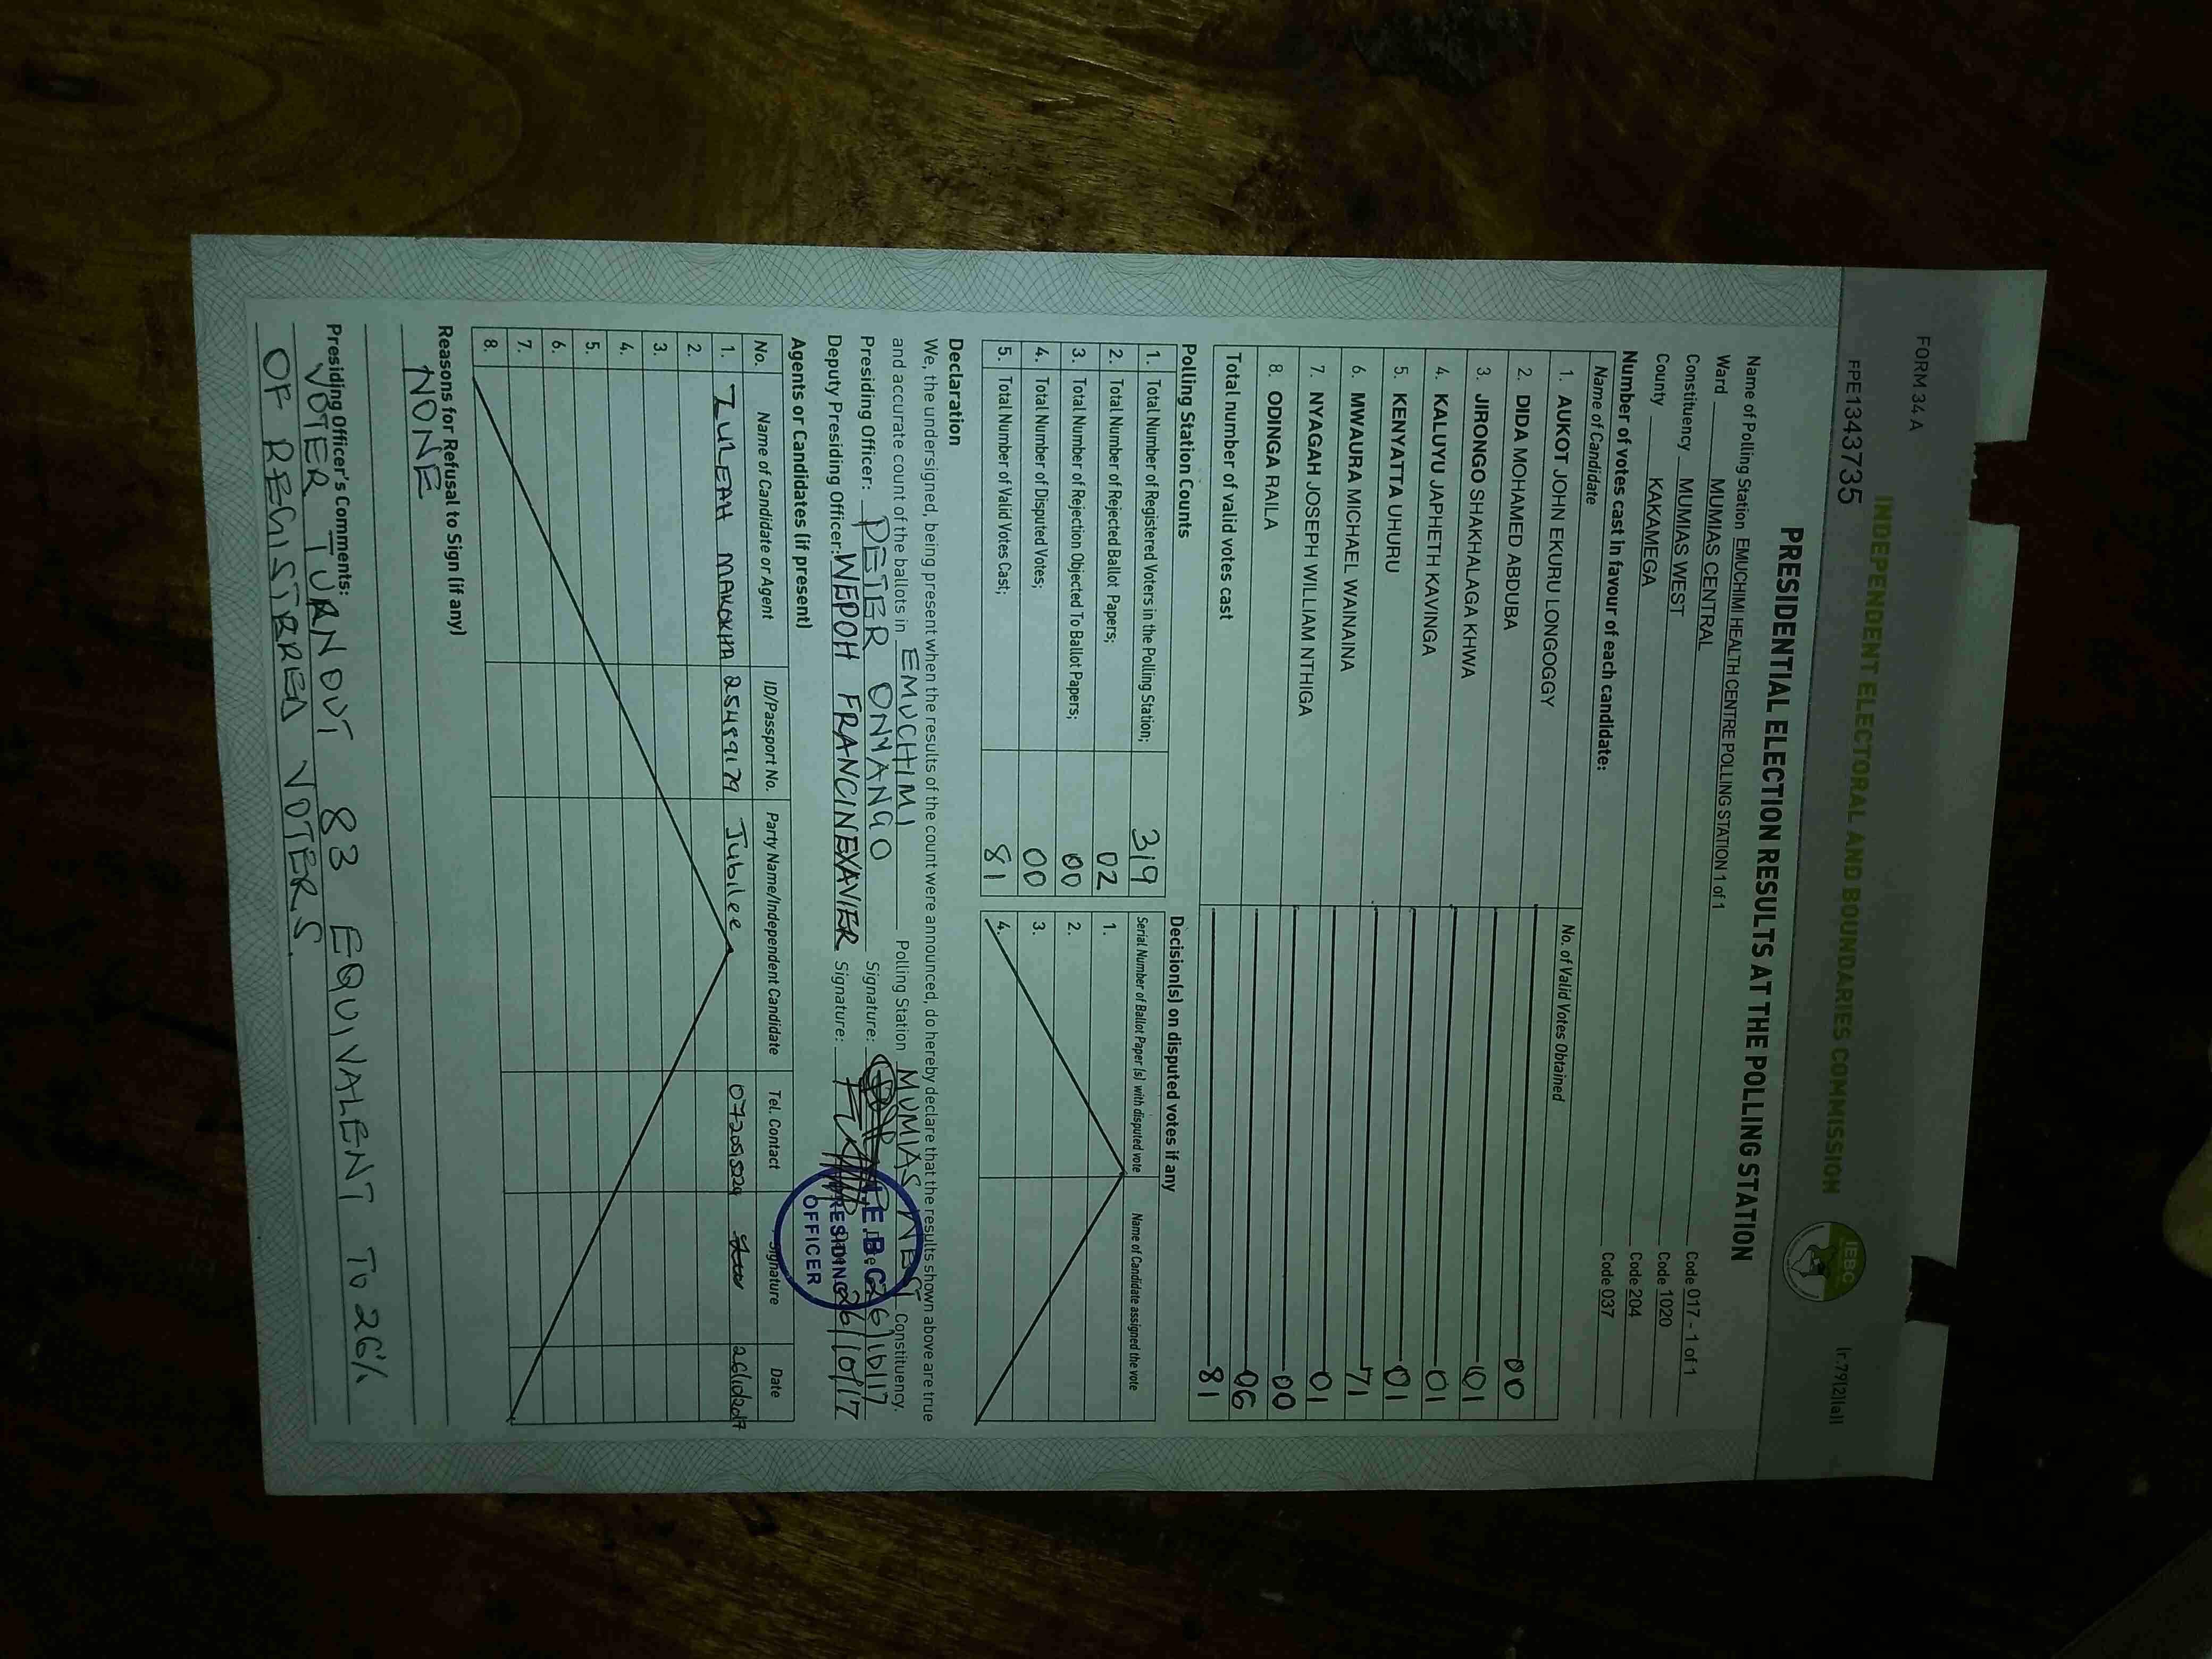 FORM 34 A
Ir.79(2)(a)]
FPE1343735
INDEPENDENT ELECTORAL AND BOUNDARIES COMMISSION
IEBC
PRESIDENTIAL ELECTION RESULTS AT THE POLLING STATION
Name of Polling Station EMUCHIMI HEALTH CENTRE POLLING STATION 1 of 1 Code 017 - 1 of 1
Ward MUMIAS CENTRAL Code 1020
Constituency MUMIAS WEST Code 204
County KAKAMEGA Code 037
Number of votes cast in favour of each candidate:
Name of Candidate No. of Valid Votes Obtained
1. AUKOT JOHN EKURU LONGOGGY 00
2. DIDA MOHAMED ABDUBA 01
3. JIRONGO SHAKHALAGA KHWA 01
4. KALUYU JAPHETH KAVINGA 01
5. KENYATTA UHURU 71
6. MWAURA MICHAEL WAINAINA 01
7. NYAGAH JOSEPH WILLIAM NTHIGA 00
8. ODINGA RAILA 06
Total number of valid votes cast 81
Polling Station Counts
1. Total Number of Registered Voters in the Polling Station; 319
2. Total Number of Rejected Ballot Papers; 02
3. Total Number of Rejection Objected To Ballot Papers; 00
4. Total Number of Disputed Votes; 00
5. Total Number of Valid Votes Cast; 81
Decision(s) on disputed votes if any
Serial Number of Ballot Paper (s) with disputed vote Name of Candidate assigned the vote
1.
2.
3.
4.
Declaration
We, the undersigned, being present when the results of the count were announced, do hereby declare that the results shown above are true
and accurate count of the ballots in EMUCHIMI Polling Station MUMIAS WEST Constituency.
Presiding Officer: PETER ONYANGO Signature: 26/10/17
Deputy Presiding Officer: WEPOH FRANCINEXAVIER Signature: 26/10/17
I.E.B.C
PRESIDING
OFFICER
Agents or Candidates (if present)
No. Name of Candidate or Agent ID/Passport No. Party Name/Independent Candidate Tel. Contact Signature Date
1. ZULEAH MAKOKHA 25489179 Jubilee 26/10/2017
2.
3.
4.
5.
6.
7.
8.
Reasons for Refusal to Sign (if any)
NONE
Presiding Officer's Comments:
VOTER TURNOUT 83 EQUIVALENT TO 26%
OF REGISTRRED VOTERS